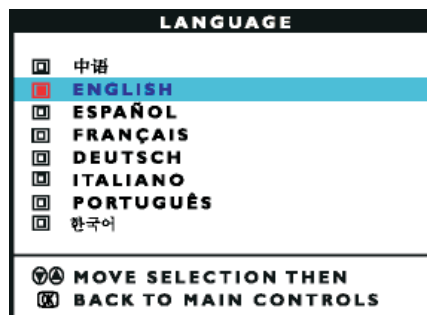 LANGUAGE
中语
ENGLISH
ESPAÑOL
FRANÇAIS
DEUTSCH
ITALIANO
PORTUGUÊS
한국어
MOVE SELECTION THEN
OK BACK TO MAIN CONTROLS